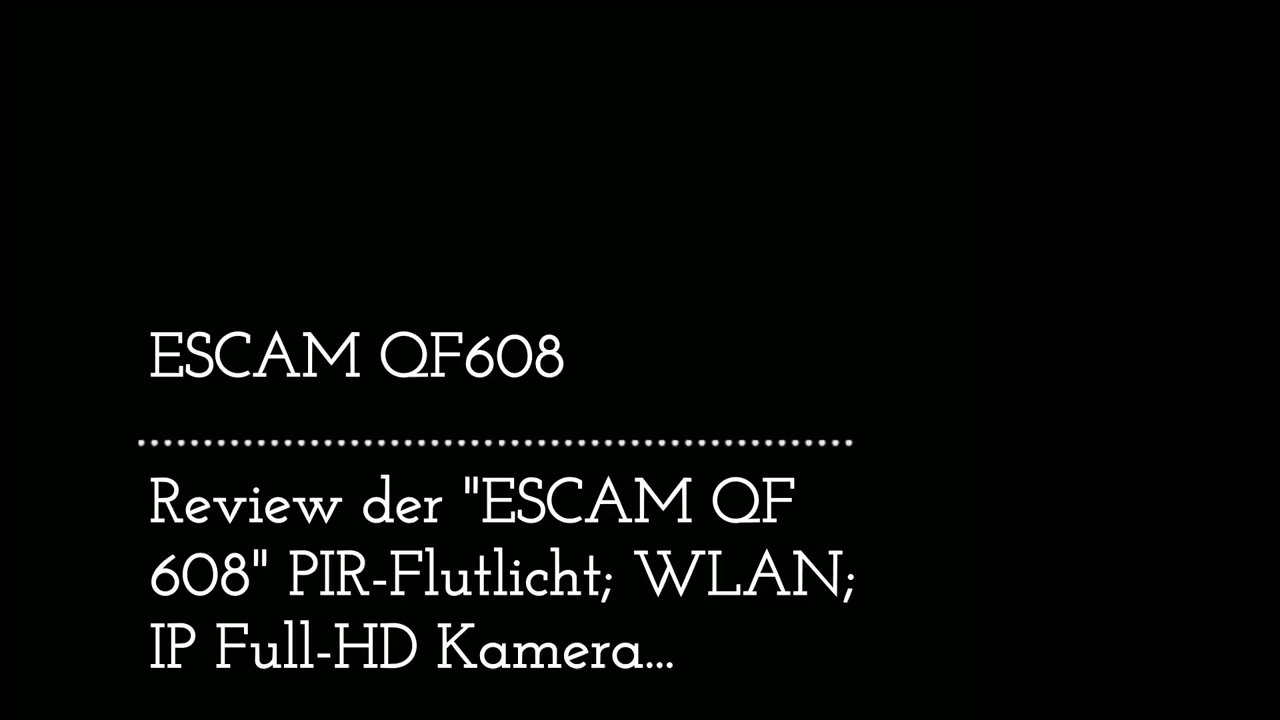 ESCAM QF608
Review der "ESCAM QF
608" PIR-Flutlicht; WLAN;
IP Full-HD Kamera...